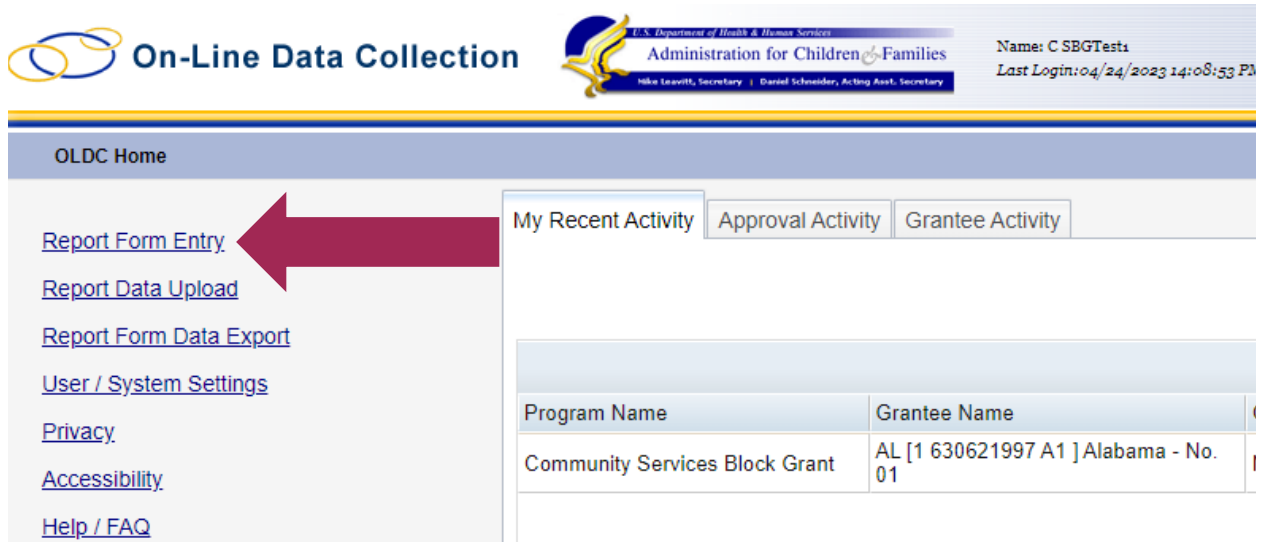 On-Line Data Collection
U.S. Department of Health & Human Services
Administration for Children & Families
Mike Leavitt, Secretary | Daniel Schneider, Acting Asst. Secretary
Name: C SBGTest1
Last Login:04/24/2023 14:08:53 PM
OLDC Home
Report Form Entry
Report Data Upload
Report Form Data Export
User / System Settings
Privacy
Accessibility
Help / FAQ
My Recent Activity
Approval Activity
Grantee Activity
Program Name
Grantee Name
Community Services Block Grant
AL [1 630621997 A1 ] Alabama - No.
01